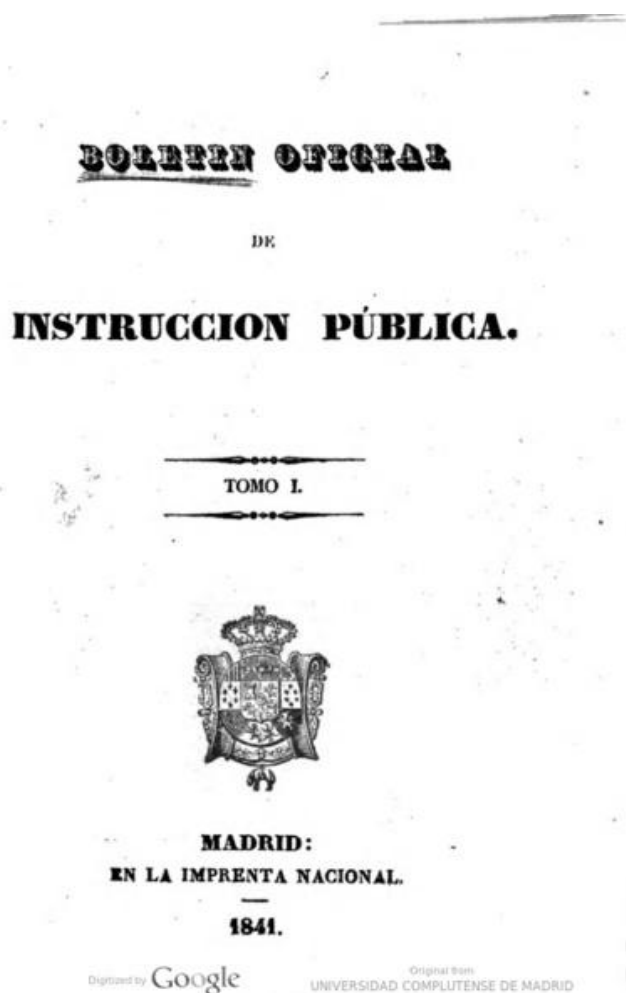 BOLETIN OFICIAL
DE
INSTRUCCION PÚBLICA.
TOMO I.
MADRID:
EN LA IMPRENTA NACIONAL.
1841.
Digitized by Google
Original from
UNIVERSIDAD COMPLUTENSE DE MADRID